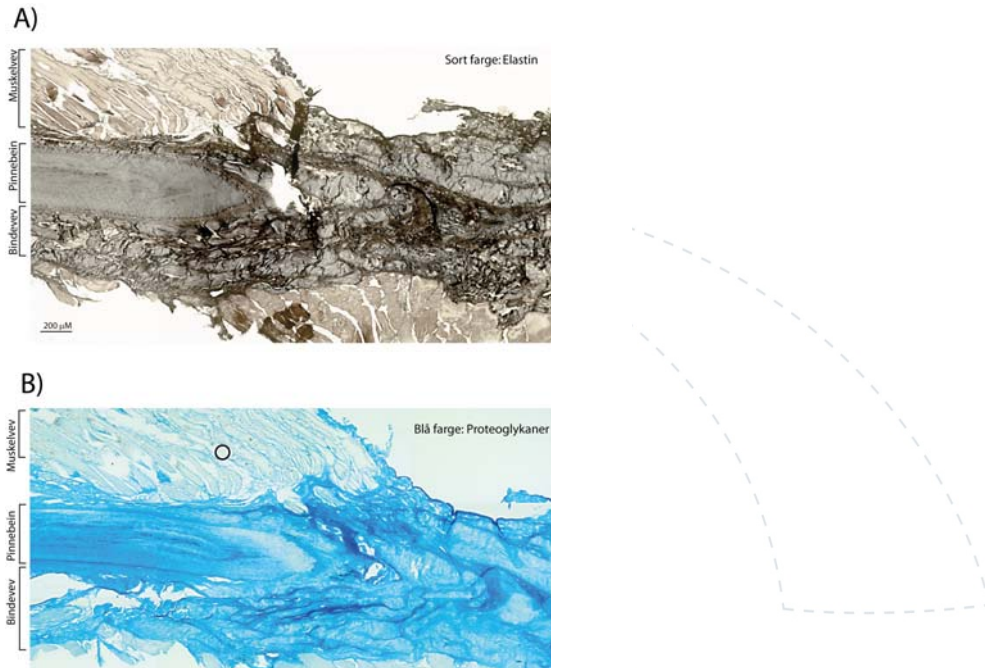 A)
Sort farge: Elastin
Muskelvev
Pinnebein
Bindevev
200 µM
B)
Blå farge: Proteoglykaner
Muskelvev
Pinnebein
Bindevev